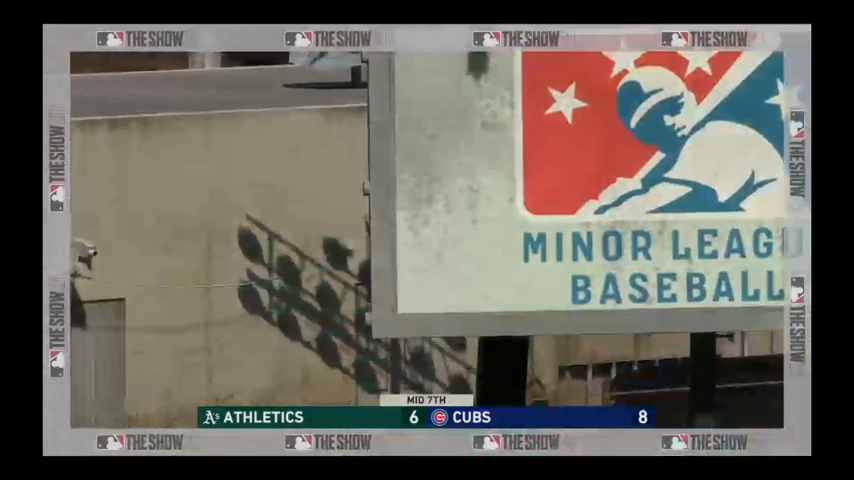 THE SHOW THE SHOW THE SHOW THE SHOW
THE SHOW
THE SHOW
MINOR LEAGU
BASEBALL
THE SHOW
THE SHOW
MID 7TH
A's ATHLETICS 6 CUBS 8
THE SHOW THE SHOW THE SHOW THE SHOW